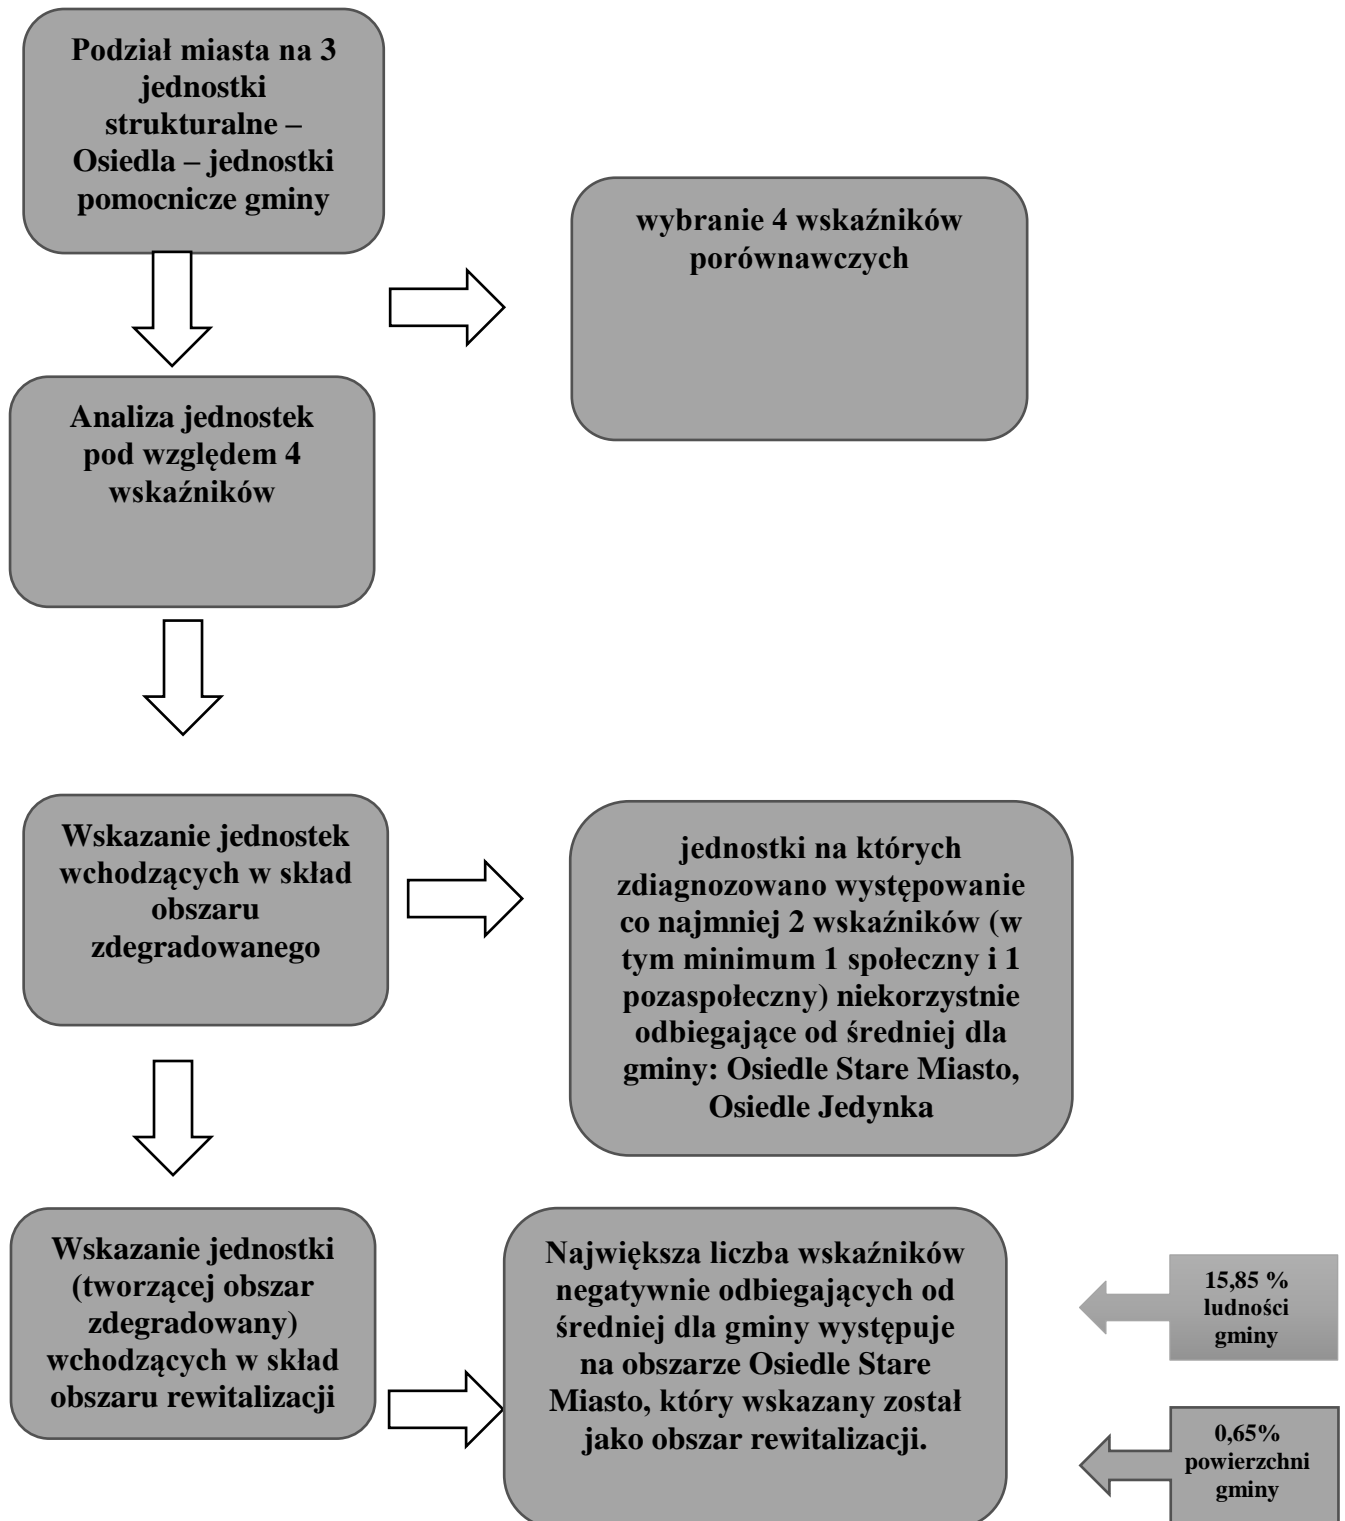 Podział miasta na 3
jednostki
strukturalne –
Osiedla – jednostki
pomocnicze gminy
wybranie 4 wskaźników
porównawczych
Analiza jednostek
pod względem 4
wskaźników
Wskazanie jednostek
wchodzących w skład
obszaru
zdegradowanego
jednostki na których
zdiagnozowano występowanie
co najmniej 2 wskaźników (w
tym minimum 1 społeczny i 1
pozaspołeczny) niekorzystnie
odbiegające od średniej dla
gminy: Osiedle Stare Miasto,
Osiedle Jedynka
Wskazanie jednostki
(tworzącej obszar
zdegradowany)
wchodzących w skład
obszaru rewitalizacji
Największa liczba wskaźników
negatywnie odbiegających od
średniej dla gminy występuje
na obszarze Osiedle Stare
Miasto, który wskazany został
jako obszar rewitalizacji.
15,85 %
ludności
gminy
0,65%
powierzchni
gminy